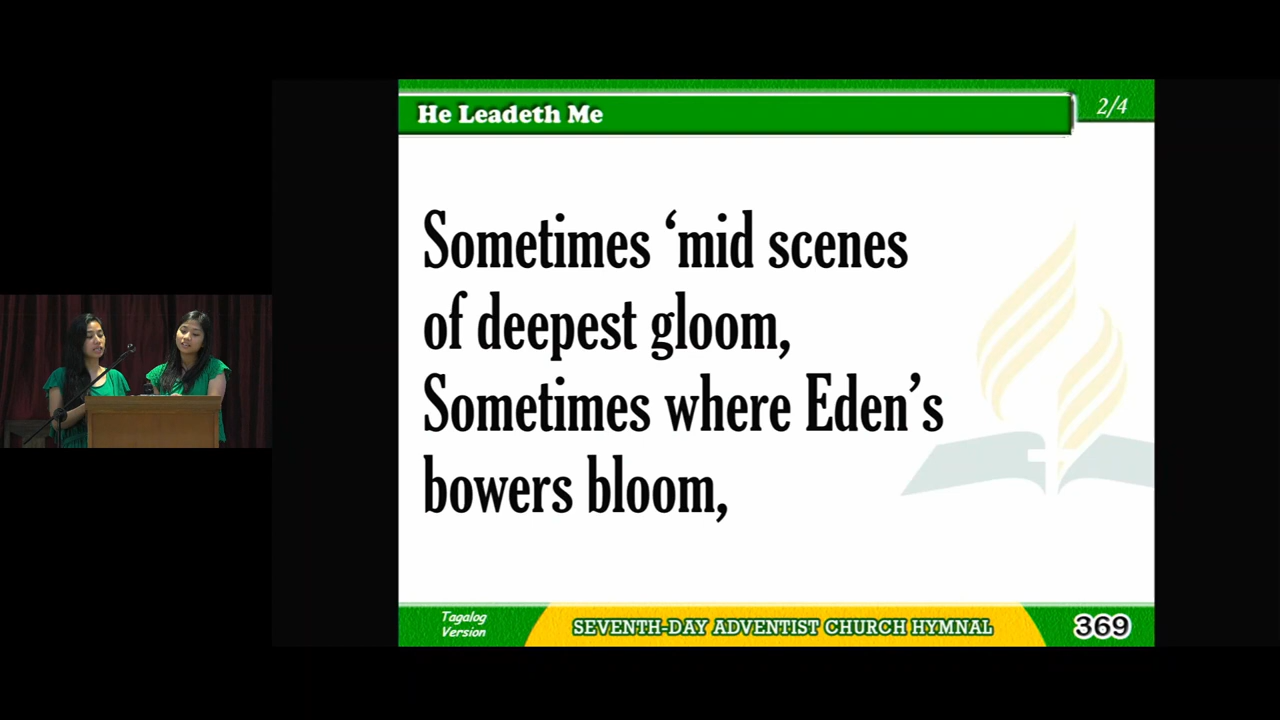 He Leadeth Me
2/4
Sometimes ‘mid scenes
of deepest gloom,
Sometimes where Eden’s
bowers bloom,
Tagalog
Version
SEVENTH-DAY ADVENTIST CHURCH HYMNAL
369